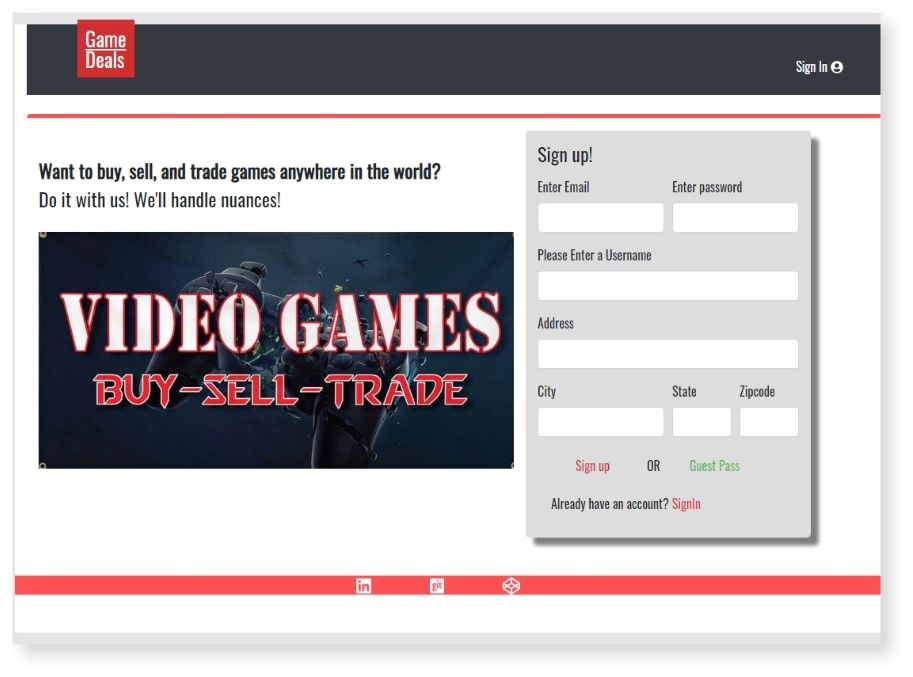 Game
Deals
Sign In
Want to buy, sell, and trade games anywhere in the world?
Do it with us! We'll handle nuances!
VIDEO GAMES
BUY-SELL-TRADE
Sign up!
Enter Email Enter password
Please Enter a Username
Address
City State Zipcode
Sign up OR Guest Pass
Already have an account? SignIn
in git